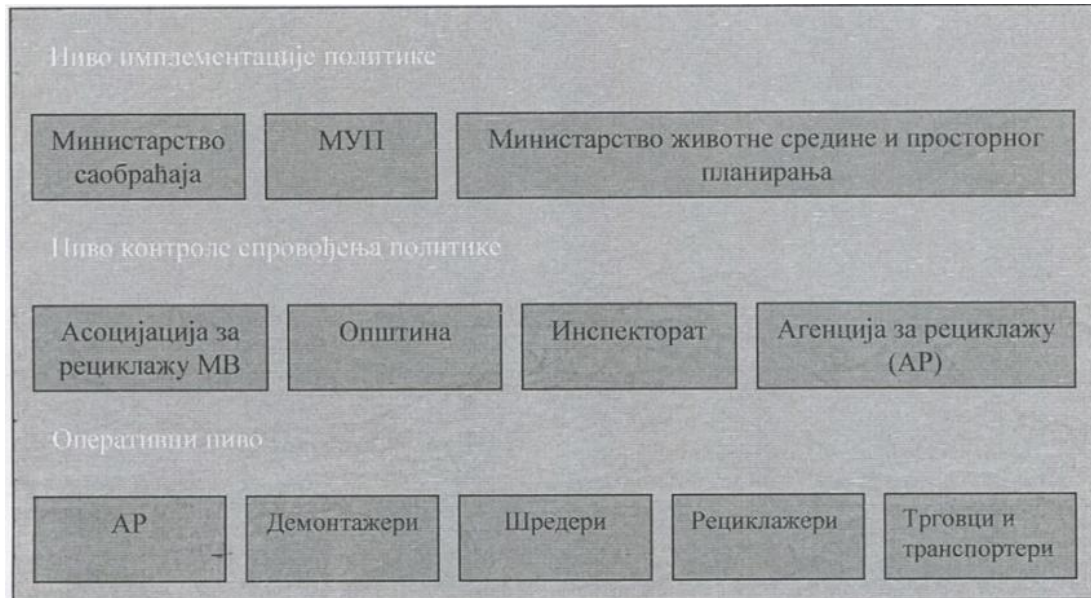 Ниво имплементације политике
Министарство
саобраћаја
МУП
Министарство животне средине и просторног
планирања
Ниво контроле спровођења политике
Асоцијација за
рециклажу МВ
Општина
Инспекторат
Агенција за рециклажу
(АР)
Оперативни ниво
АР
Демонтажери
Шредери
Рециклажери
Трговци и
транспортери